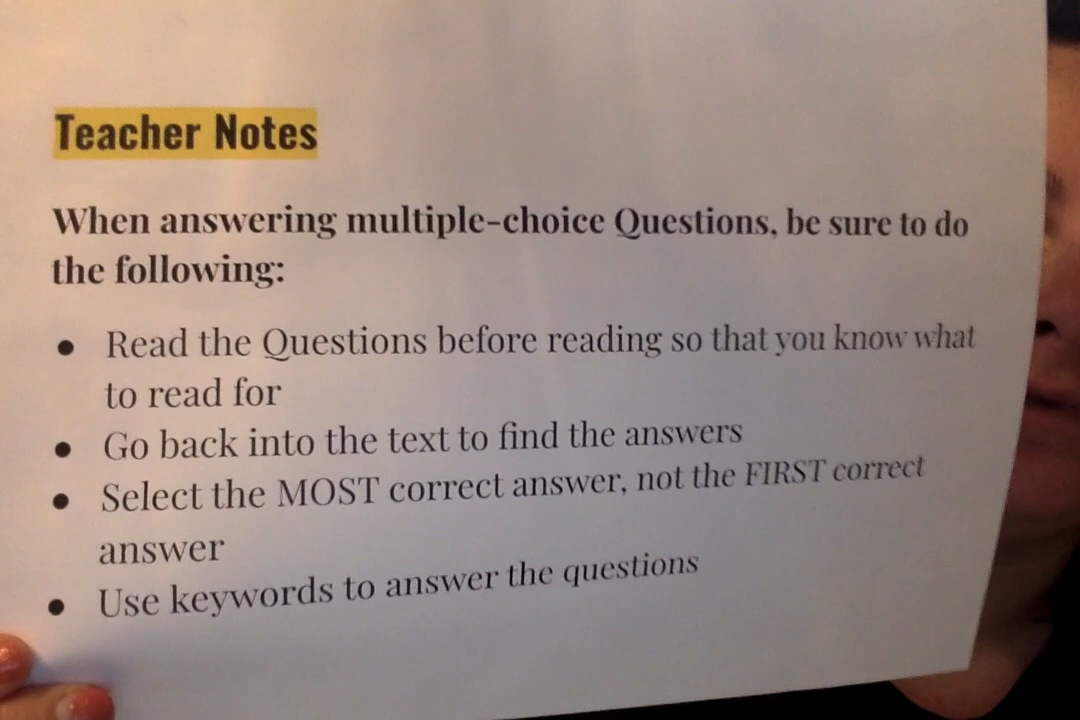 Teacher Notes
When answering multiple-choice Questions, be sure to do
the following:
● Read the Questions before reading so that you know what
to read for
● Go back into the text to find the answers
● Select the MOST correct answer, not the FIRST correct
answer
● Use keywords to answer the questions